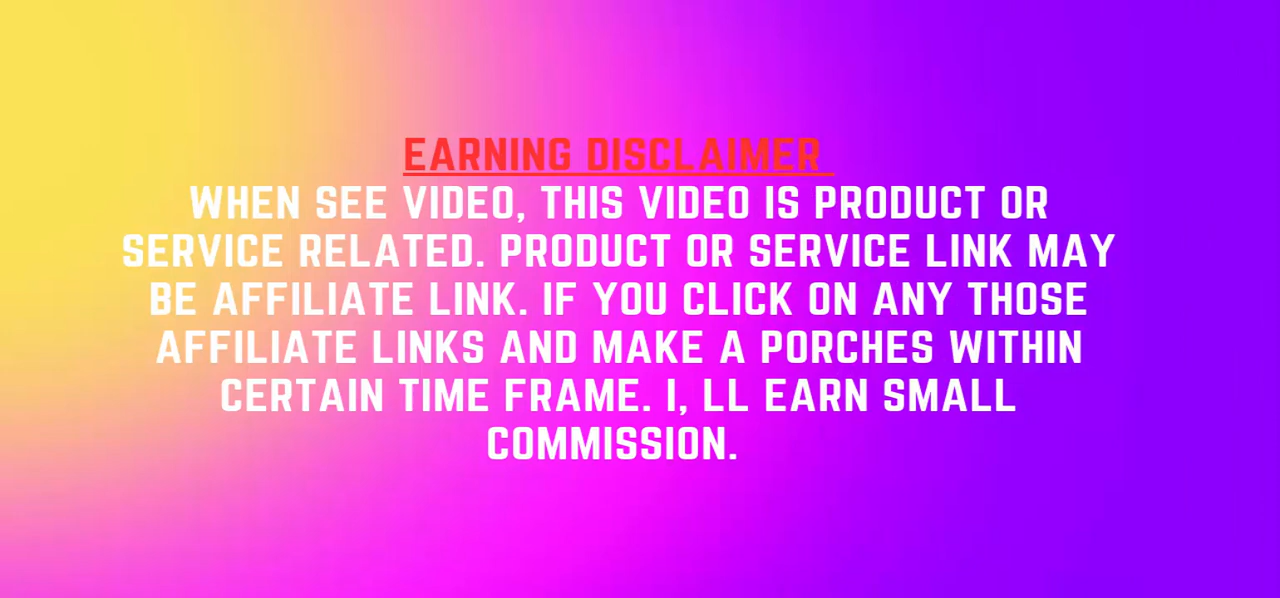 EARNING DISCLAIMER
WHEN SEE VIDEO, THIS VIDEO IS PRODUCT OR
SERVICE RELATED. PRODUCT OR SERVICE LINK MAY
BE AFFILIATE LINK. IF YOU CLICK ON ANY THOSE
AFFILIATE LINKS AND MAKE A PORCHES WITHIN
CERTAIN TIME FRAME. I, LL EARN SMALL
COMMISSION.